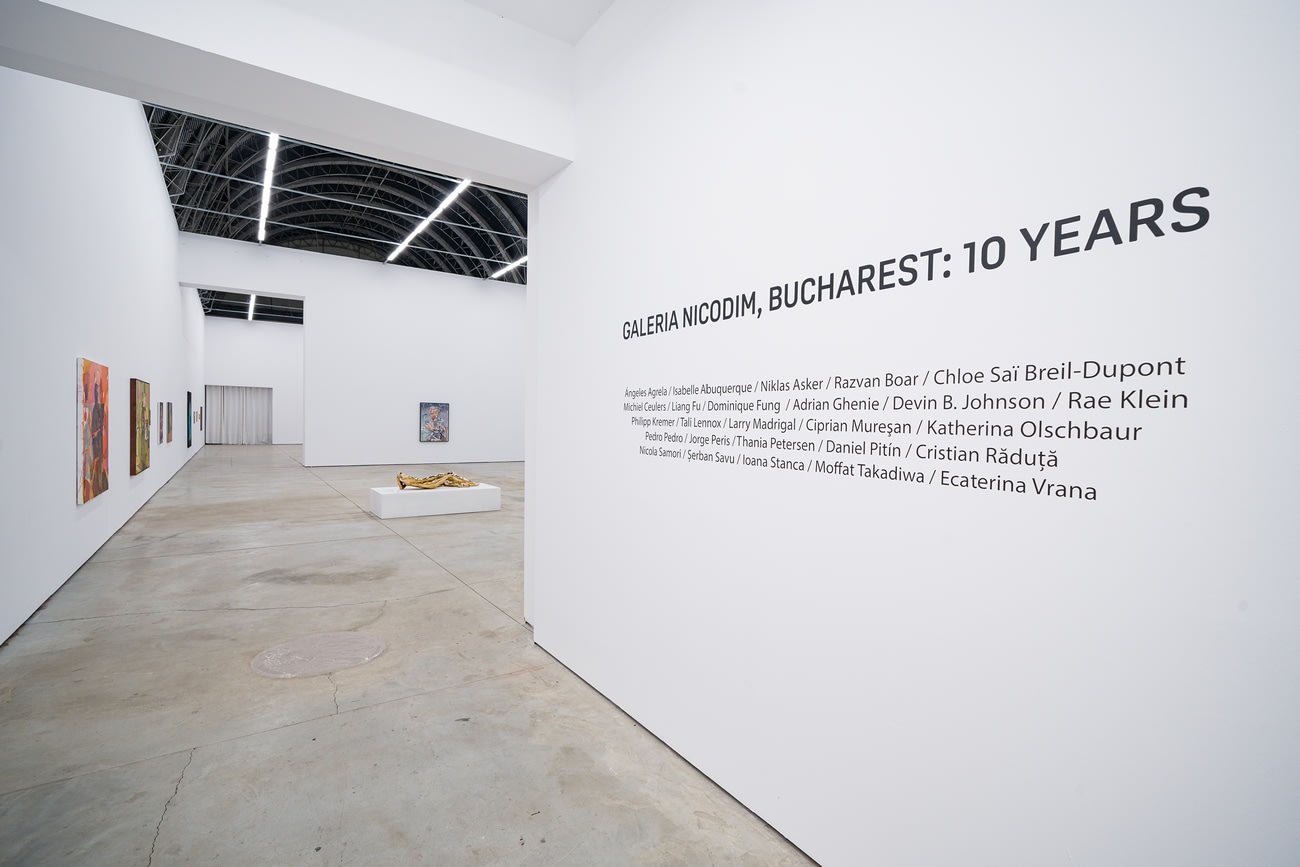 GALERIA NICODIM, BUCHAREST: 10 YEARS
Ángeles Agrela / Isabelle Abuquerque / Niklas Asker / Razvan Boar / Chloe Saï Breil-Dupont
Michiel Ceulers / Liang Fu / Dominique Fung / Adrian Ghenie / Devin B. Johnson / Rae Klein
Philipp Kremer / Tali Lennox / Larry Madrigal / Ciprian Mureşan / Katherina Olschbaur
Pedro Pedro / Jorge Peris / Thania Petersen / Daniel Pitín / Cristian Răduţă
Nicola Samori / Şerban Savu / Ioana Stanca / Moffat Takadiwa / Ecaterina Vrana